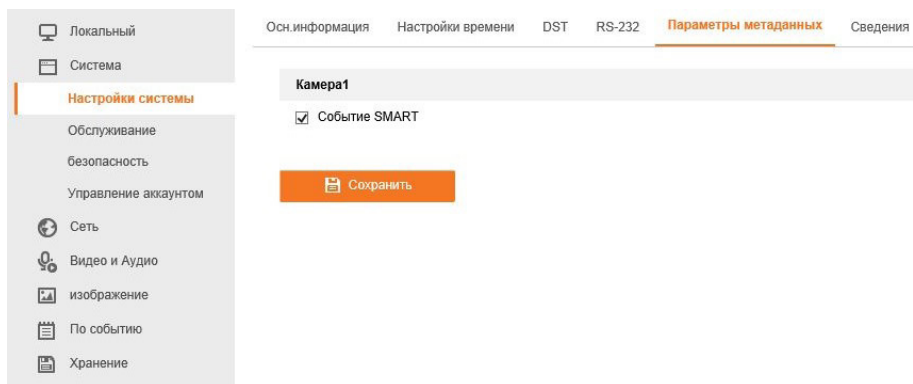 Локальный
Система
Настройки системы
Обслуживание
безопасность
Управление аккаунтом
Сеть
Видео и Аудио
изображение
По событию
Хранение
Осн.информация Настройки времени DST RS-232 Параметры метаданных Сведения
Камера1
Событие SMART
Сохранить